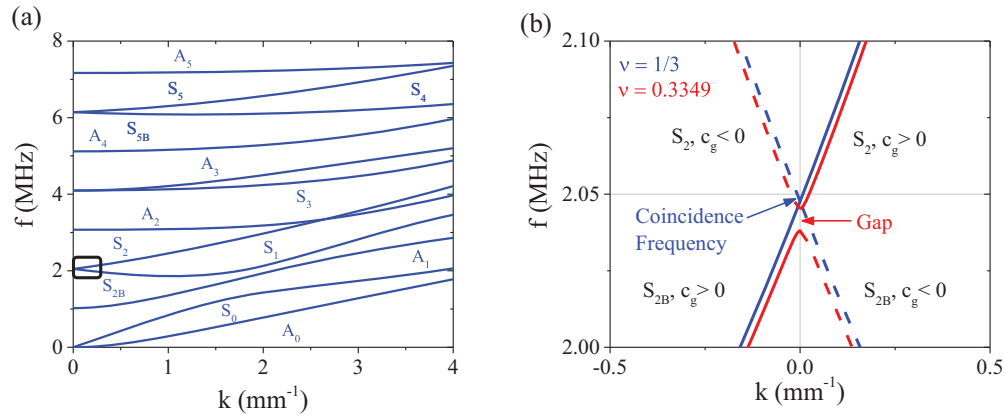 (a)
8
6
4
2
0
f (MHz)
A5
S5
S4
S5B
A4
A3
S3
A2
S2
S1
S2B
A1
S0
A0
0
1
2
3
4
k (mm-1)
(b)
2.10
2.05
2.00
f (MHz)
ν = 1/3
ν = 0.3349
S2, cg< 0
S2, cg> 0
Coincidence
Frequency
Gap
S2B, cg> 0
S2B, cg< 0
-0.5
0.0
0.5
k (mm-1)